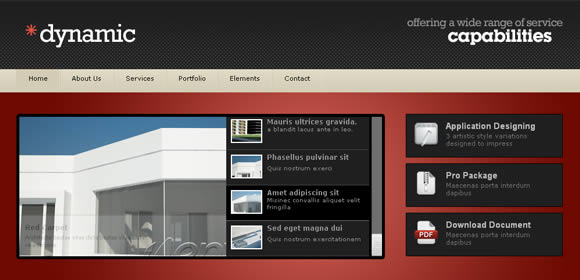 dynamic
offering a wide range of service
capabilities
Home
About Us
Services
Portfolio
Elements
Contact
Mauris ultrices gravida.
a blandit lacus ante in leo.
Phasellus pulvinar sit
Quis nostrum exerci
Amet adipiscing sit
Misinec convallis aliquet velit
fringilla
Sed eget magna dui
Quis nostrum exercitationem
Red Carpet
Application Designing
3 artistic style variations
designed to impress
Pro Package
Maecenas porta interdum
dapibus
PDF
Download Document
Maecenas porta interdum
dapibus